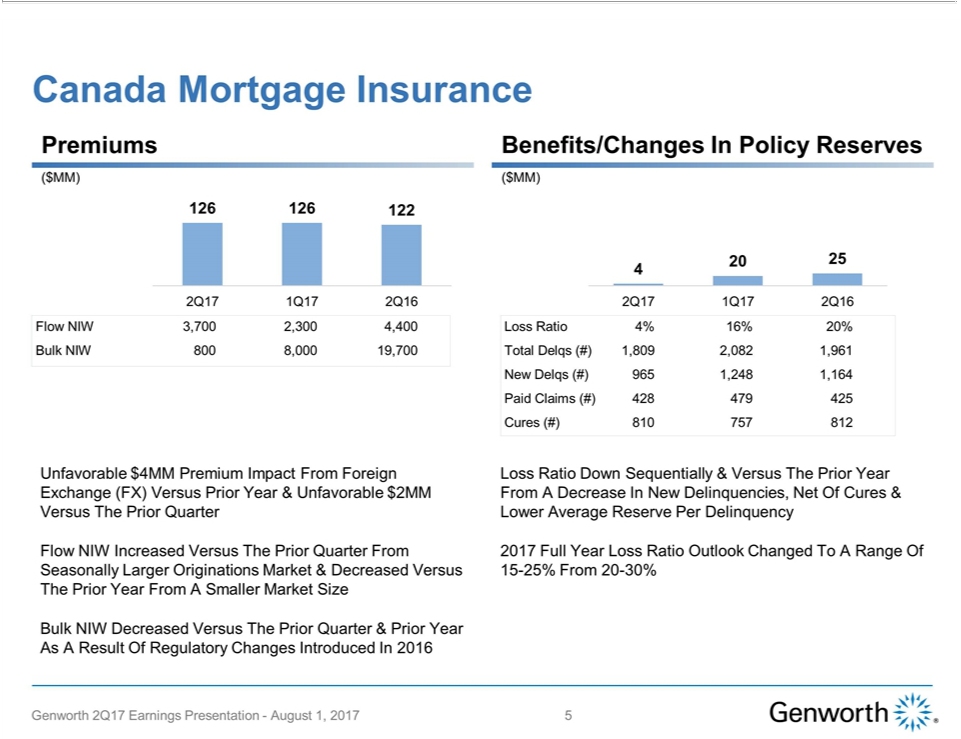 Canada Mortgage Insurance
Premiums
($MM)
126 126 122
2Q17 1Q17 2Q16
Flow NIW 3,700 2,300 4,400
Bulk NIW 800 8,000 19,700
Unfavorable $4MM Premium Impact From Foreign
Exchange (FX) Versus Prior Year & Unfavorable $2MM
Versus The Prior Quarter
Flow NIW Increased Versus The Prior Quarter From
Seasonally Larger Originations Market & Decreased Versus
The Prior Year From A Smaller Market Size
Bulk NIW Decreased Versus The Prior Quarter & Prior Year
As A Result Of Regulatory Changes Introduced In 2016
Benefits/Changes In Policy Reserves
($MM)
4 20 25
2Q17 1Q17 2Q16
Loss Ratio 4% 16% 20%
Total Delqs (#) 1,809 2,082 1,961
New Delqs (#) 965 1,248 1,164
Paid Claims (#) 428 479 425
Cures (#) 810 757 812
Loss Ratio Down Sequentially & Versus The Prior Year
From A Decrease In New Delinquencies, Net Of Cures &
Lower Average Reserve Per Delinquency
2017 Full Year Loss Ratio Outlook Changed To A Range Of
15-25% From 20-30%
Genworth 2Q17 Earnings Presentation - August 1, 2017 5
Genworth ®